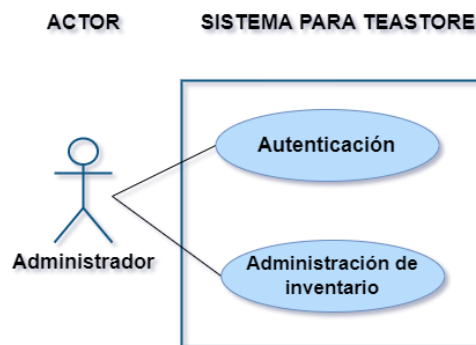 ACTOR
SISTEMA PARA TEASTORE
Autenticación
Administrador
Administración de
inventario